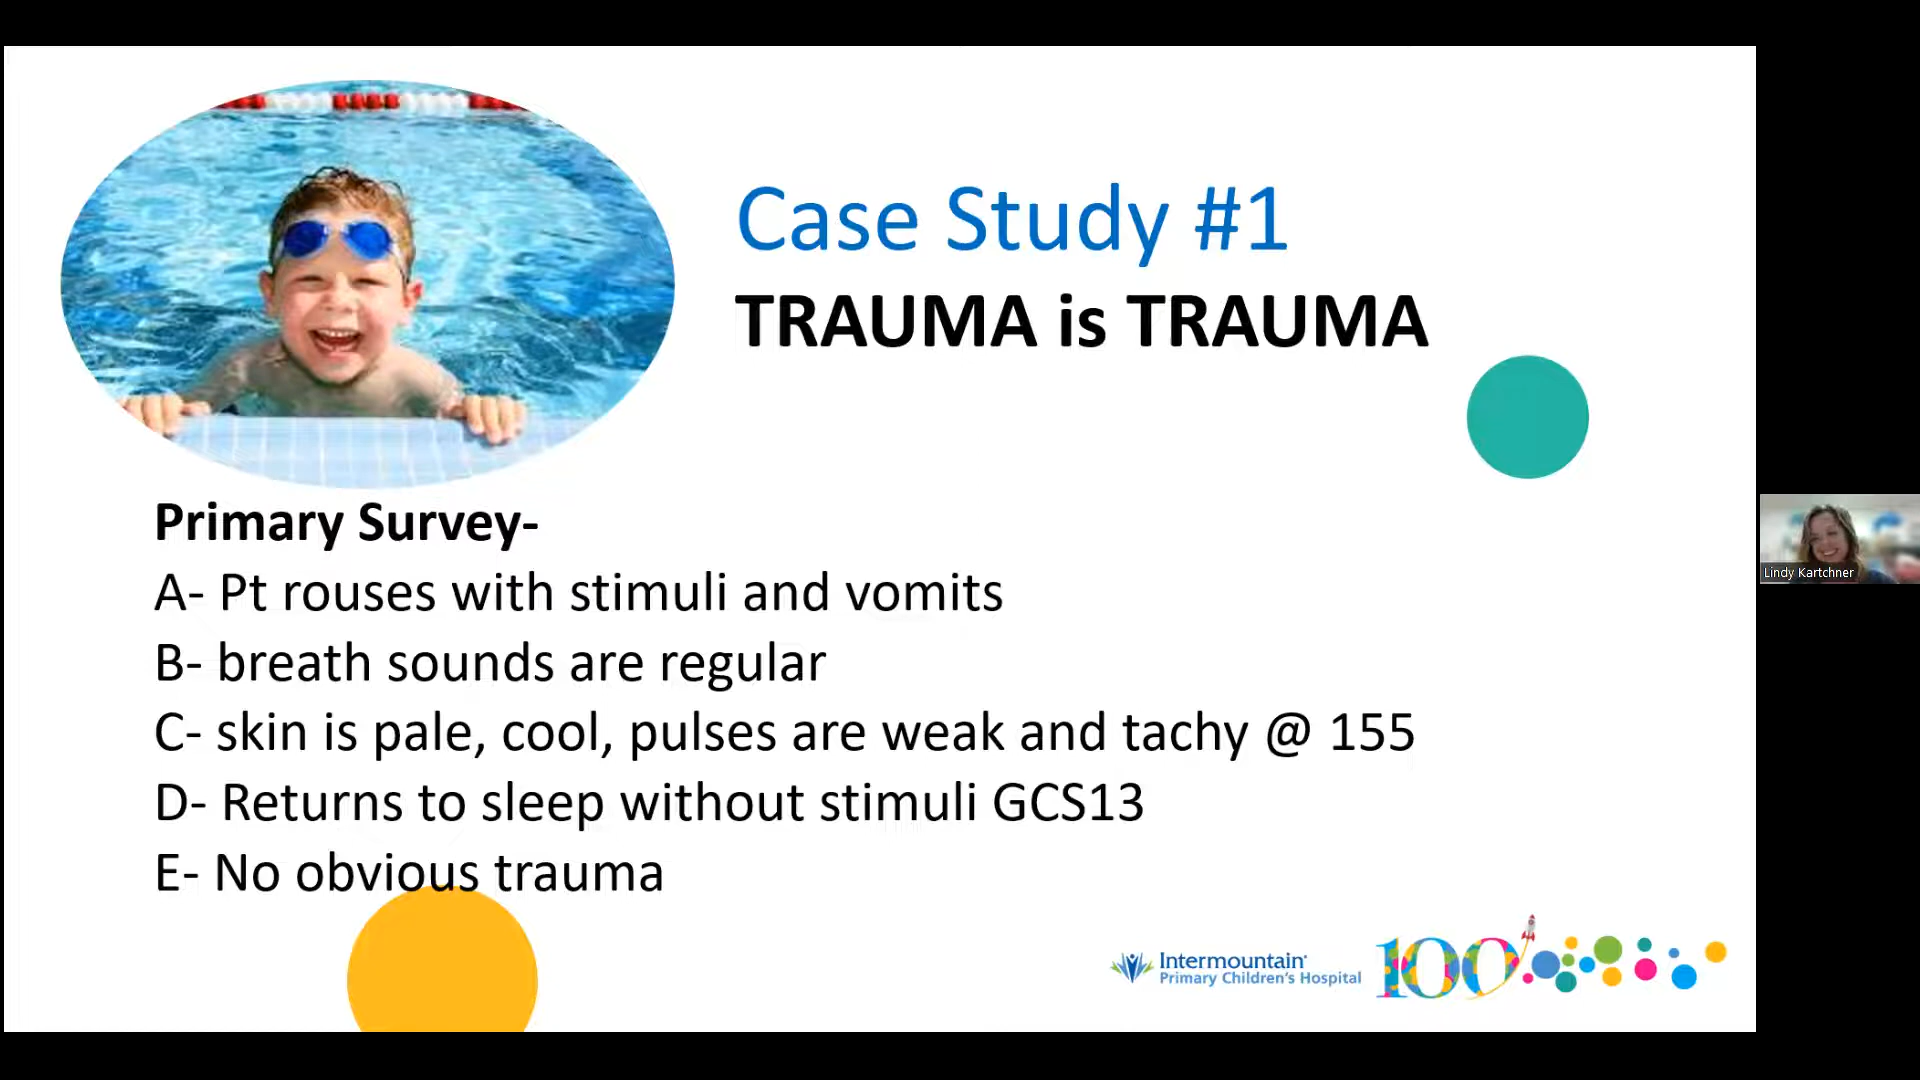 Case Study #1
TRAUMA is TRAUMA
Primary Survey-
A- Pt rouses with stimuli and vomits
B- breath sounds are regular
C- skin is pale, cool, pulses are weak and tachy @ 155
D- Returns to sleep without stimuli GCS13
E- No obvious trauma
Intermountain®
Primary Children's Hospital
100
Lindy Kartchner